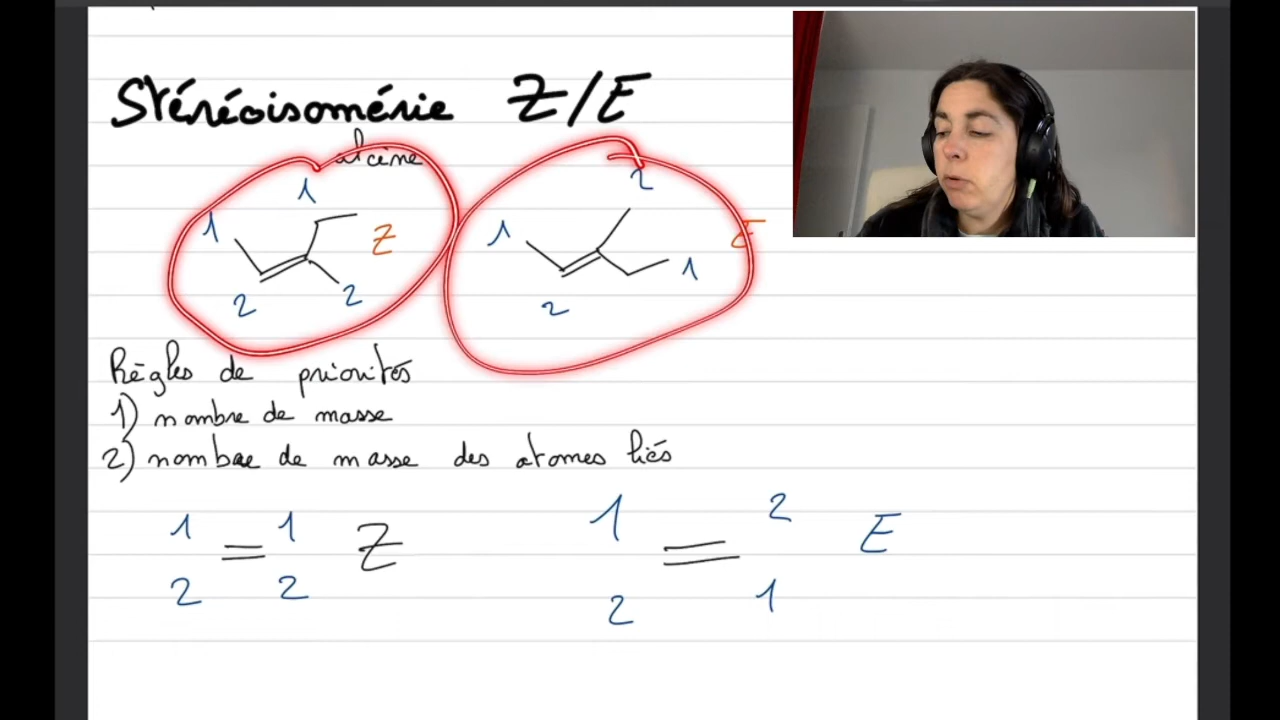 Stéréoisomérie Z/E
alcène
1 1 Z 2 2
1 2 E 1 2
Règles de priorités
1) nombre de masse
2) nombre de masse des atomes liés
1 = 1 Z
2 2
1 = 2 E
2 1